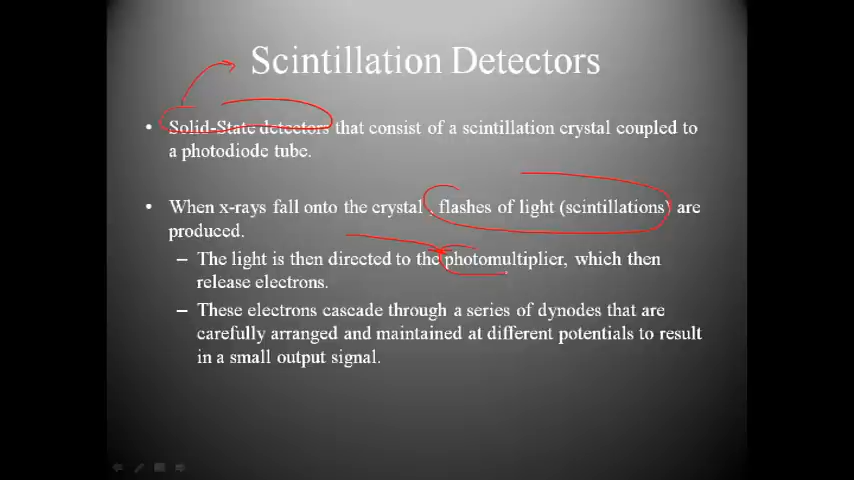 Scintillation Detectors
• Solid-State detectors that consist of a scintillation crystal coupled to
a photodiode tube.
• When x-rays fall onto the crystal , flashes of light (scintillations) are
produced.
– The light is then directed to the photomultiplier, which then
release electrons.
– These electrons cascade through a series of dynodes that are
carefully arranged and maintained at different potentials to result
in a small output signal.